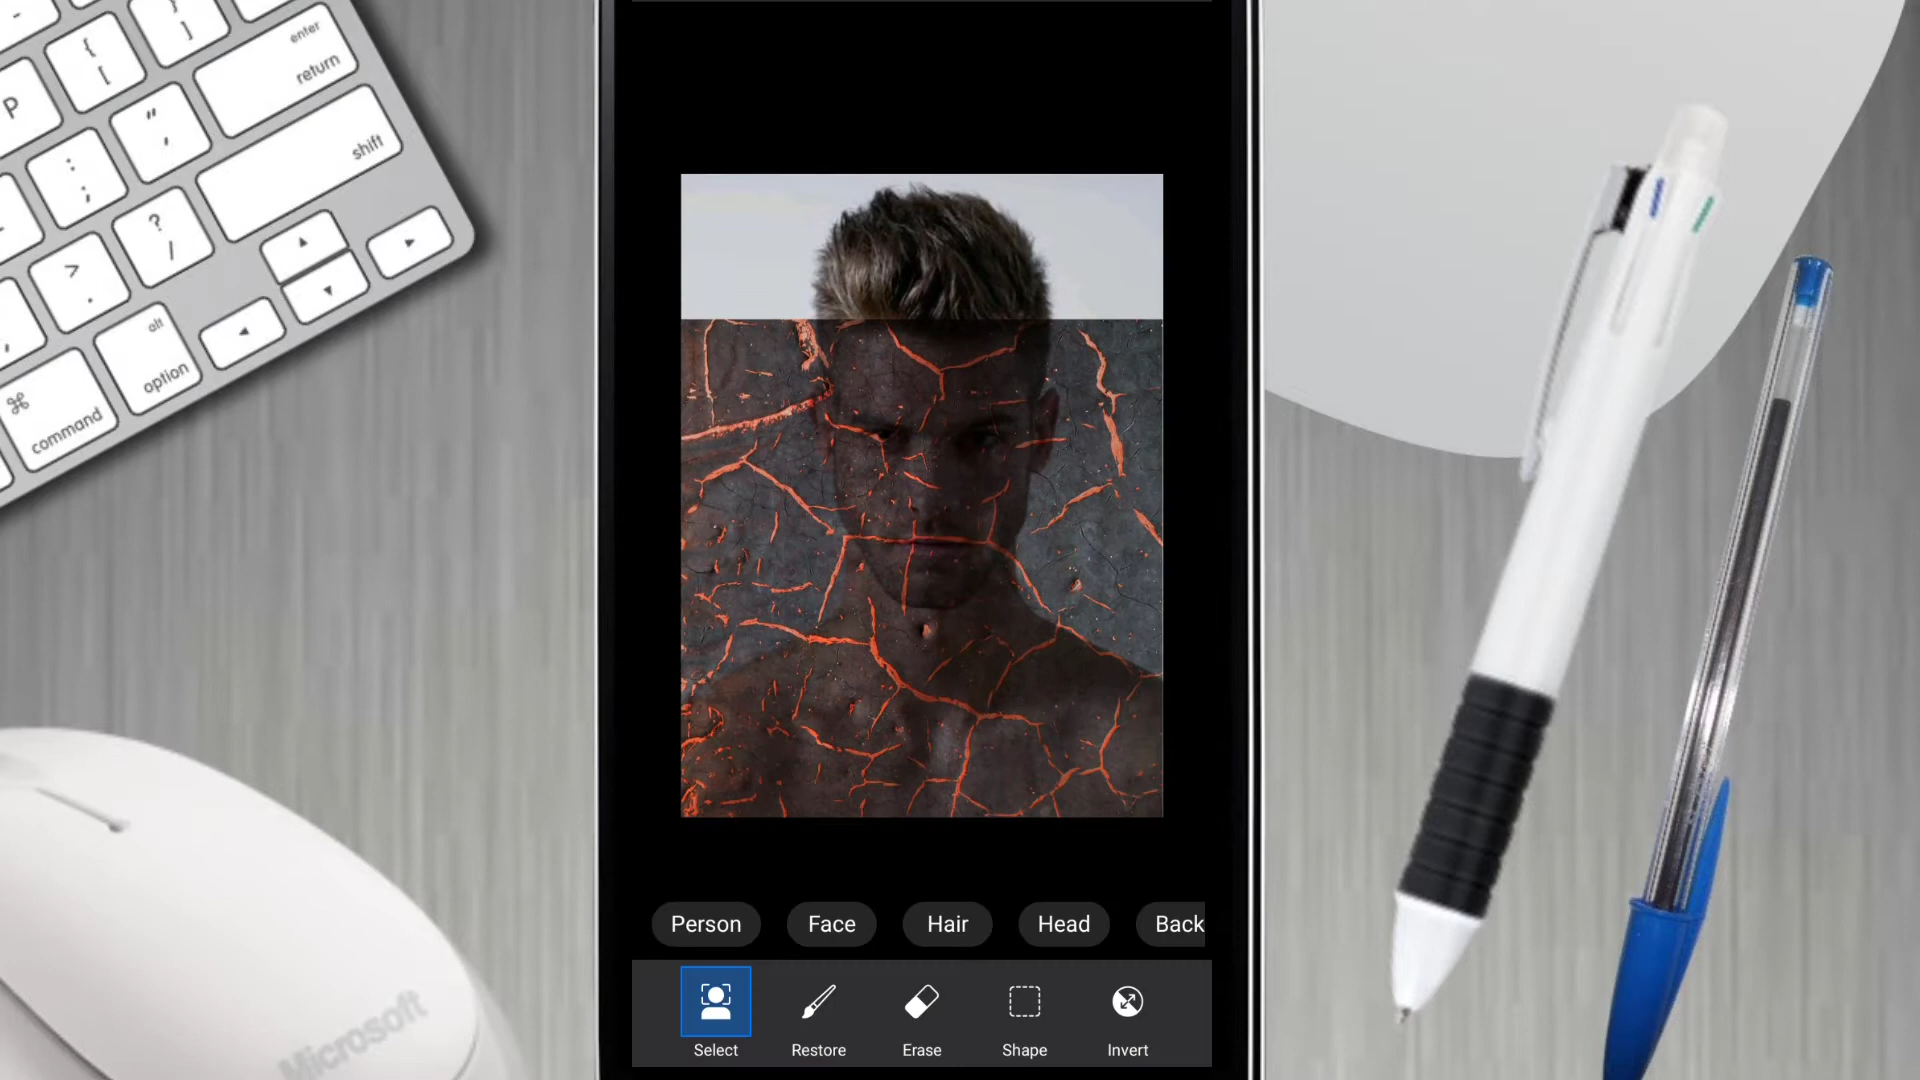 enter
return
P
shift
alt
option
command
Person
Face
Hair
Head
Back
Select
Restore
Erase
Shape
Invert
Microsoft